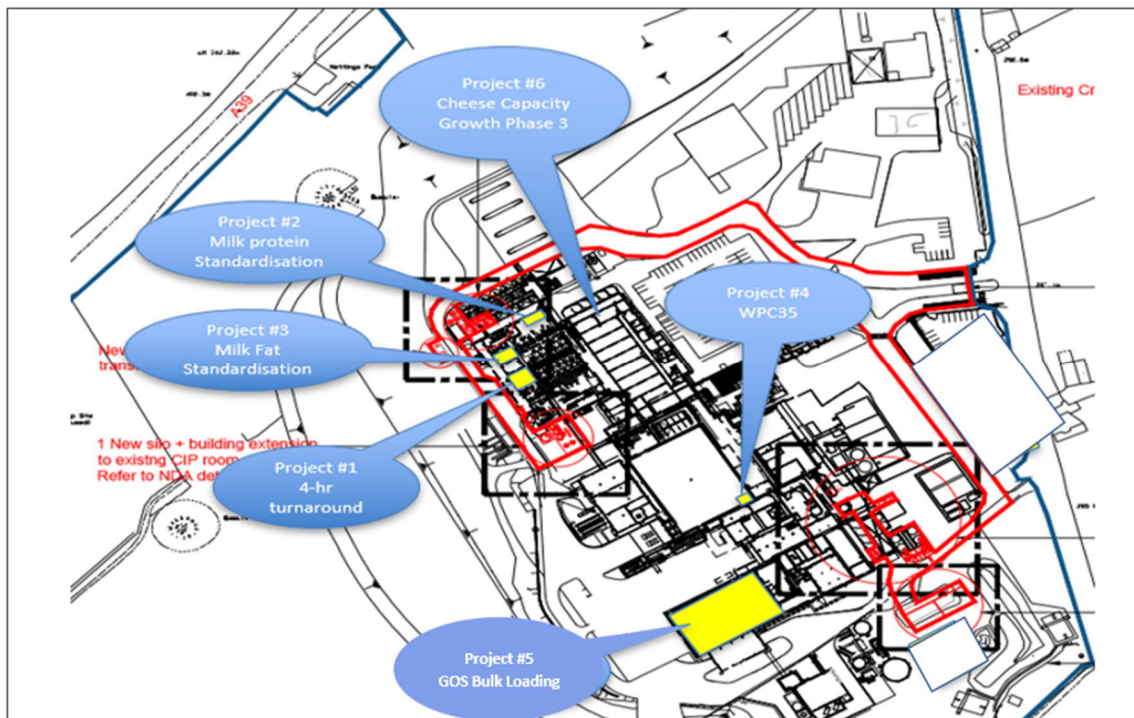 Project #6
Cheese Capacity
Growth Phase 3
Existing Cr
A39
Project #2
Milk protein
Standardisation
Project #4
WPC35
Project #3
Milk Fat
Standardisation
1 New silo + building extension
to existng CIP room
Refer to NDA det
Project #1
4-hr
turnaround
Project #5
GOS Bulk Loading